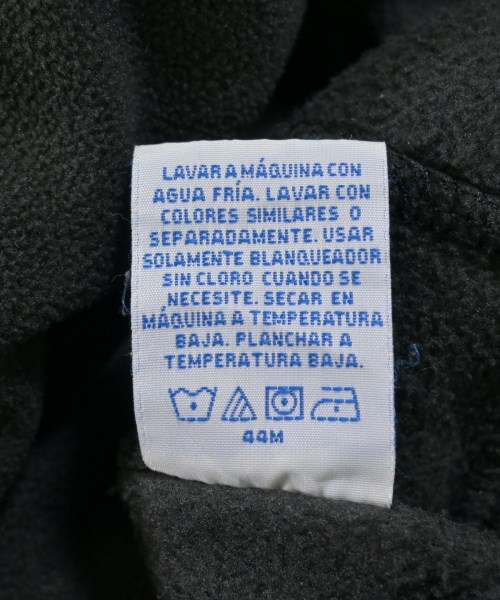 LAVAR A MÁQUINA CON
AGUA FRÍA. LAVAR CON
COLORES SIMILARES O
SEPARADAMENTE. USAR
SOLAMENTE BLANQUEADOR
SIN CLORO CUANDO SE
NECESITE. SECAR EN
MÁQUINA A TEMPERATURA
BAJA. PLANCHAR A
TEMPERATURA BAJA.
44M